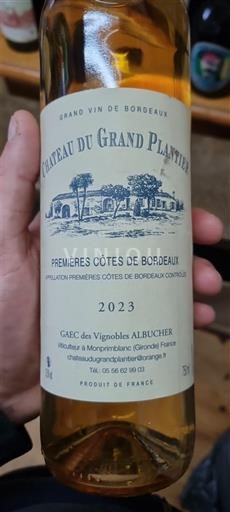 GRAND VIN DE BORDEAUX
CHATEAU DU GRAND PLANTIER
VINIOU
PREMIÈRES CÔTES DE BORDEAUX
APPELLATION PREMIÈRES CÔTES DE BORDEAUX CONTRÔLÉE
2023
GAEC des Vignobles ALBUCHER
Viticulteur à Monprimblanc (Gironde) France
chateaudugrandplantier@orange.fr
Tél.: 05 56 62 99 03
PRODUIT DE FRANCE